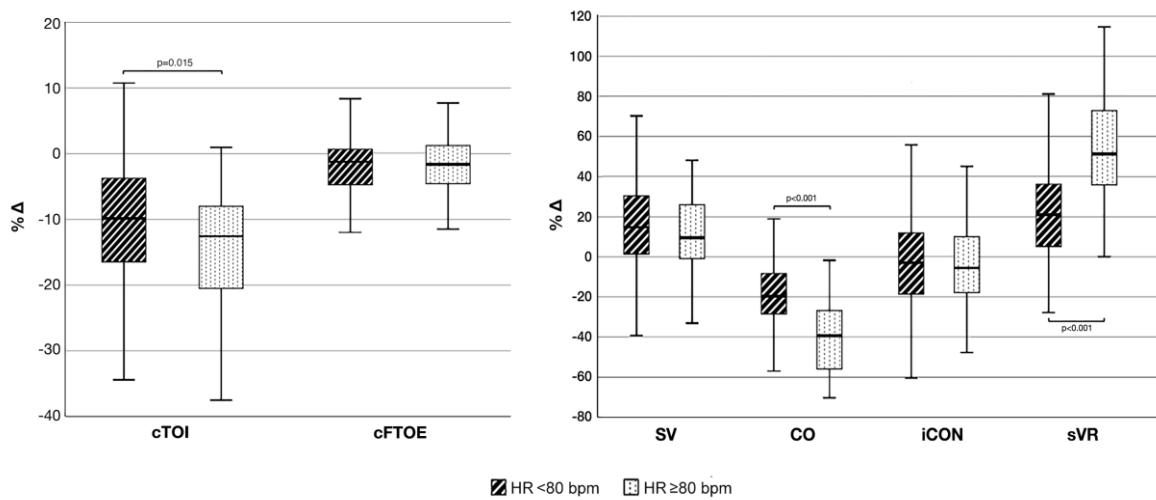 20
10
0
-10
-20
-30
-40
% Δ
p=0.015
cTOI cFTOE
120
100
80
60
40
20
0
-20
-40
-60
-80
% Δ
p<0.001
p<0.001
SV CO iCON sVR
HR <80 bpm HR ≥80 bpm